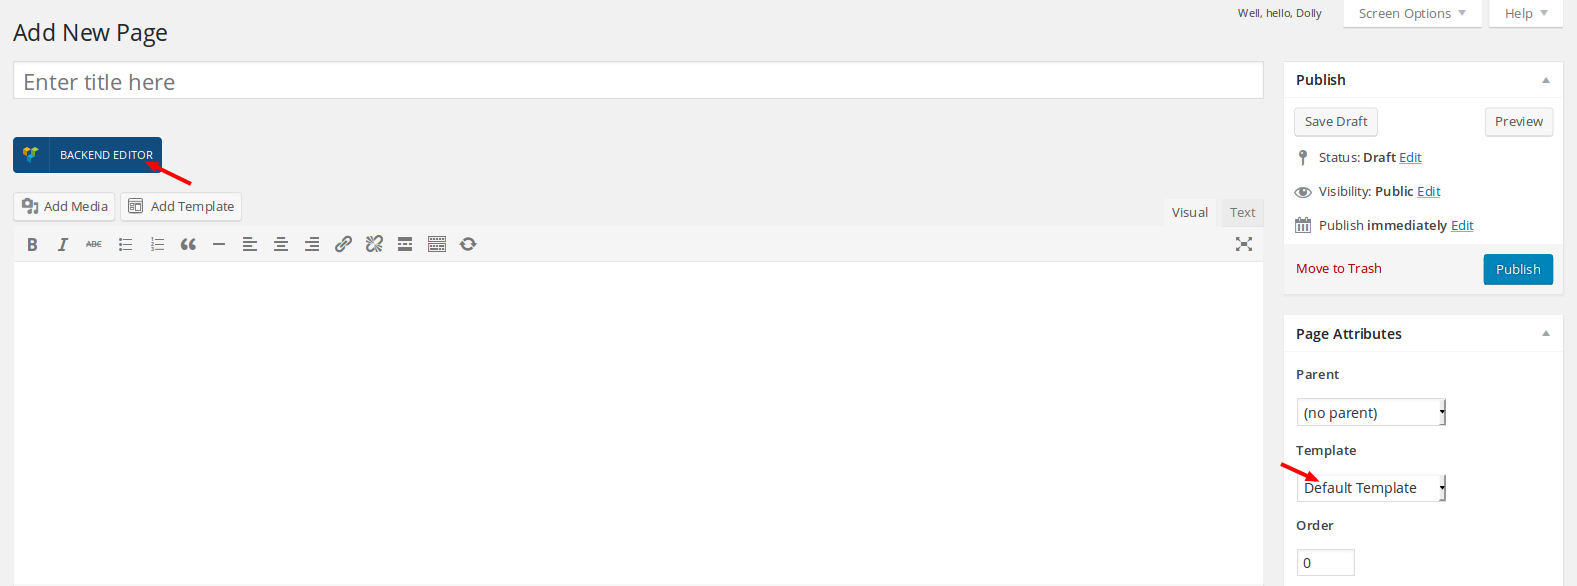 Well, hello, Dolly
Screen Options
Help
Add New Page
Enter title here
BACKEND EDITOR
Add Media
Add Template
Visual
Text
B I ABC
Publish
Save Draft
Preview
Status: Draft Edit
Visibility: Public Edit
Publish immediately Edit
Move to Trash
Publish
Page Attributes
Parent
(no parent)
Template
Default Template
Order
0